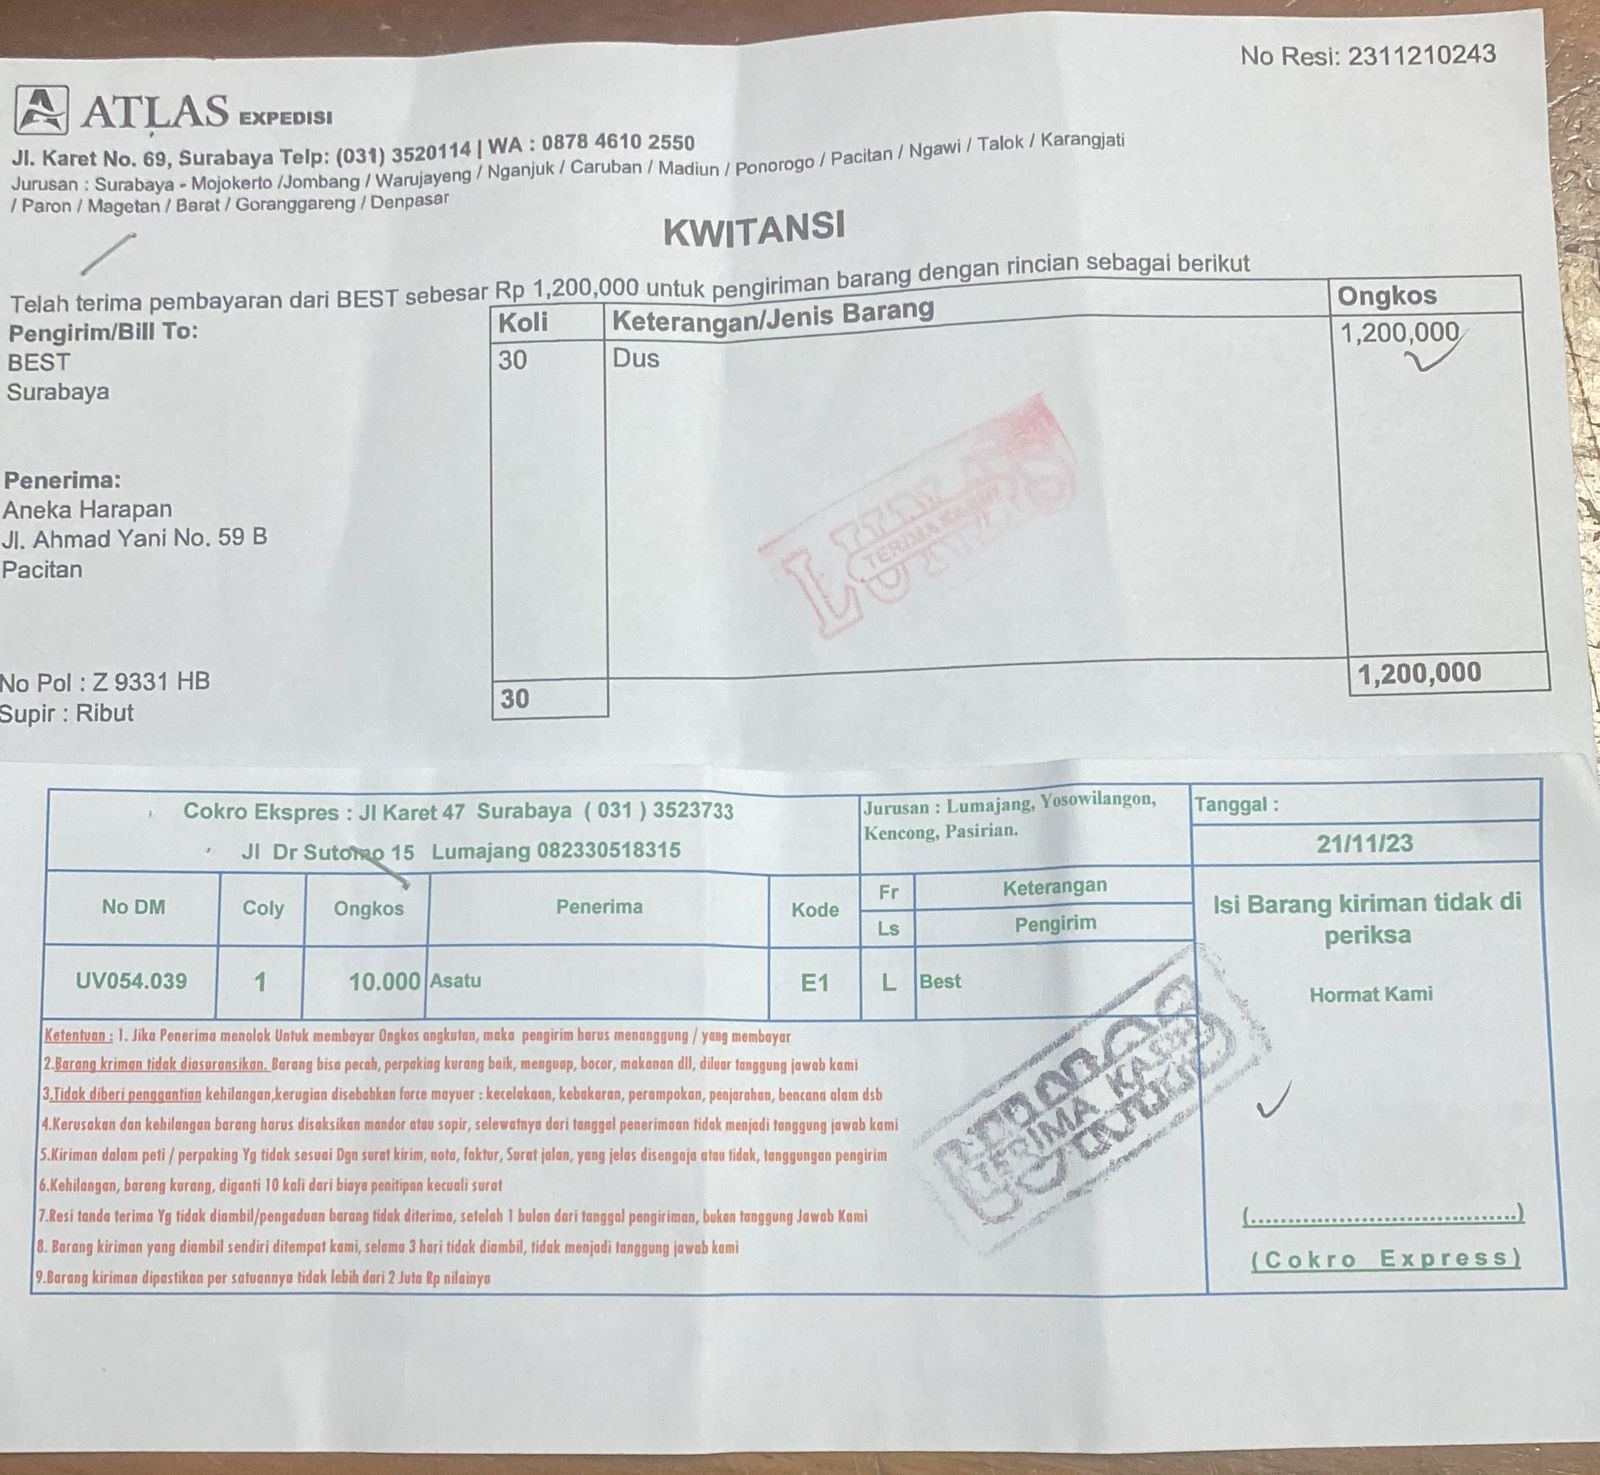 No Resi: 2311210243
ATLAS EXPEDISI
Jl. Karet No. 69, Surabaya Telp: (031) 3520114 | WA : 0878 4610 2550
Jurusan : Surabaya - Mojokerto /Jombang / Warujayeng / Nganjuk / Caruban / Madiun / Ponorogo / Pacitan / Ngawi / Talok / Karangjati
/ Paron / Magetan / Barat / Goranggareng / Denpasar
KWITANSI
Telah terima pembayaran dari BEST sebesar Rp 1,200,000 untuk pengiriman barang dengan rincian sebagai berikut
Pengirim/Bill To:
BEST
Surabaya
Penerima:
Aneka Harapan
Jl. Ahmad Yani No. 59 B
Pacitan
No Pol : Z 9331 HB
Supir : Ribut
Koli Keterangan/Jenis Barang Ongkos
30 Dus 1,200,000
LUNAS
TERIMA KASIH
30 1,200,000
Cokro Ekspres : Jl Karet 47 Surabaya ( 031 ) 3523733
Jl Dr Sutomo 15 Lumajang 082330518315
Jurusan : Lumajang, Yosowilangon,
Kencong, Pasirian.
Tanggal :
21/11/23
No DM Coly Ongkos Penerima Kode Fr Keterangan
Ls Pengirim
UV054.039 1 10.000 Asatu E1 L Best
Isi Barang kiriman tidak di
periksa
Hormat Kami
Ketentuan : 1. Jika Penerima menolak Untuk membayar Ongkos angkutan, maka pengirim harus menanggung / yang membayar
2.Barang kriman tidak diasuransikan. Barang bisa pecah, perpaking kurang baik, menguap, bocor, makanan dll, diluar tanggung jawab kami
3.Tidak diberi penggantian kehilangan,kerugian disebabkan force mayuer : kecelakaan, kebakaran, perampokan, penjarahan, bencana alam dsb
4.Kerusakan dan kehilangan barang harus disaksikan mandor atau sopir, selewatnya dari tanggal penerimaan tidak menjadi tanggung jawab kami
5.Kiriman dalam peti / perpaking Yg tidak sesuai Dgn surat kirim, nota, faktur, Surat jalan, yang jelas disengaja atau tidak, tanggungan pengirim
6.Kehilangan, barang kurang, diganti 10 kali dari biaya penitipan kecuali surat
7.Resi tanda terima Yg tidak diambil/pengaduan barang tidak diterima, setelah 1 bulan dari tanggal pengiriman, bukan tanggung Jawab Kami
8. Barang kiriman yang diambil sendiri ditempat kami, selama 3 hari tidak diambil, tidak menjadi tanggung jawab kami
9.Barang kiriman dipastikan per satuannya tidak lebih dari 2 Juta Rp nilainya
TERIMA KASIH
(....................................)
(Cokro Express)